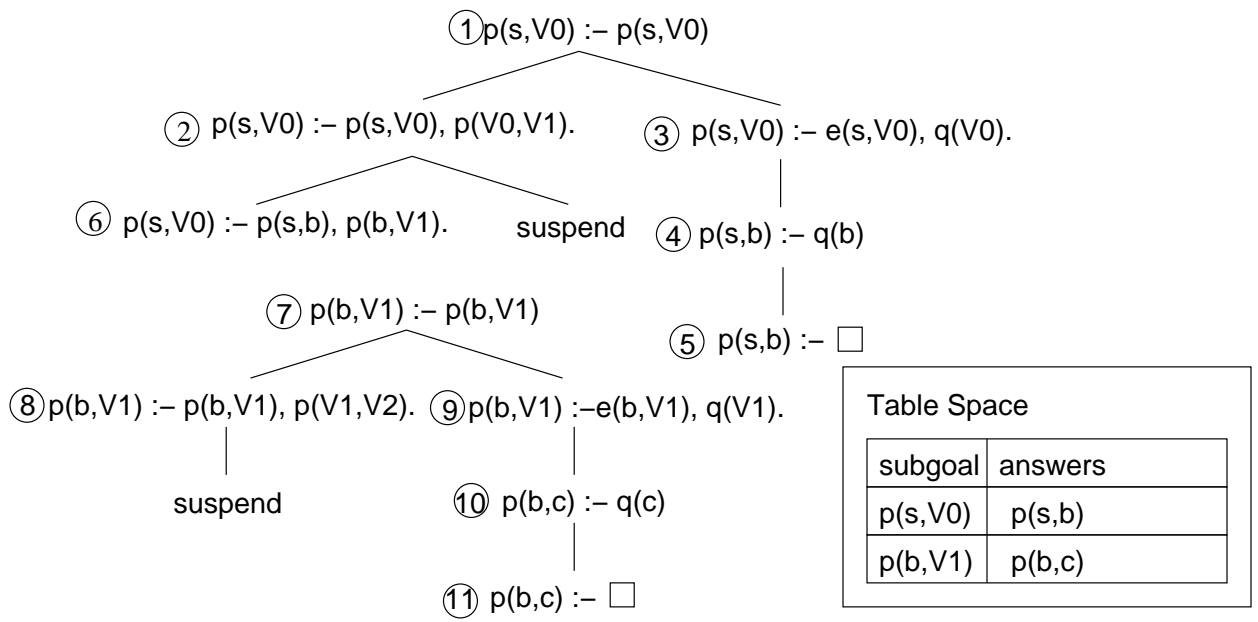 1 p(s,V0) :– p(s,V0)
2 p(s,V0) :– p(s,V0), p(V0,V1).
3 p(s,V0) :– e(s,V0), q(V0).
6 p(s,V0) :– p(s,b), p(b,V1).
suspend
4 p(s,b) :– q(b)
7 p(b,V1) :– p(b,V1)
5 p(s,b) :– □
8 p(b,V1) :– p(b,V1), p(V1,V2).
9 p(b,V1) :–e(b,V1), q(V1).
suspend
10 p(b,c) :– q(c)
11 p(b,c) :– □
Table Space
subgoal answers
p(s,V0) p(s,b)
p(b,V1) p(b,c)